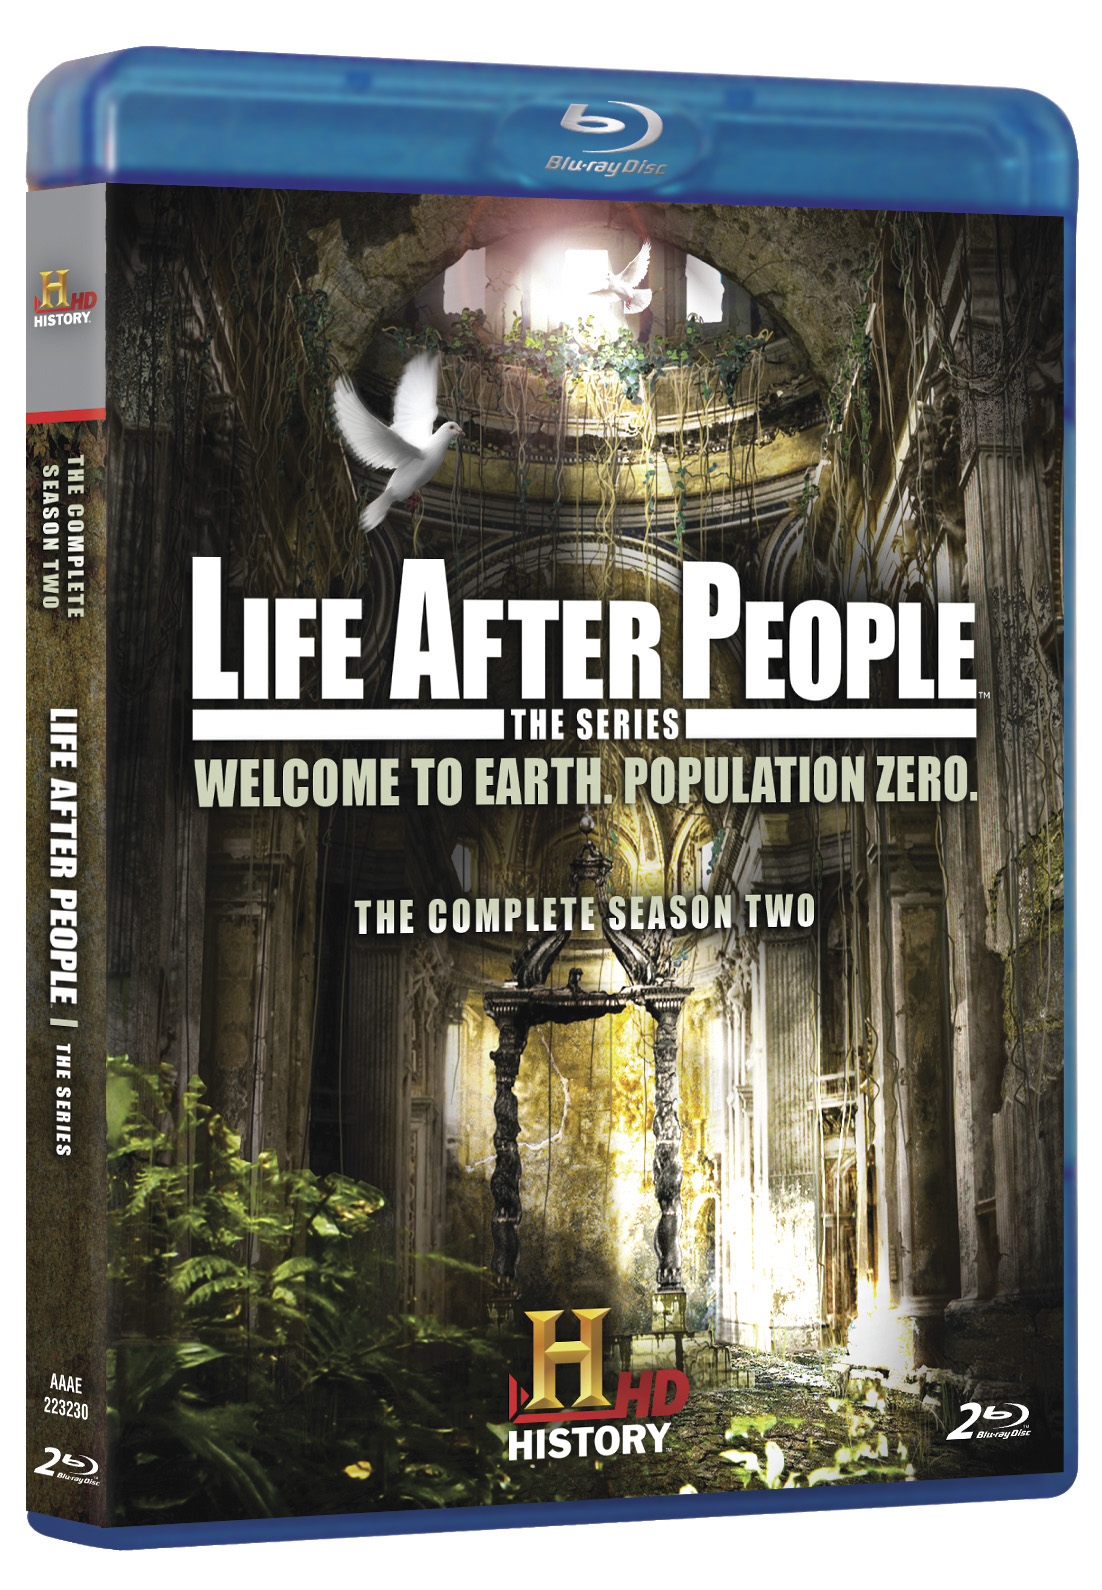 Blu-ray Disc
H HD
HISTORY
THE COMPLETE
SEASON TWO
LIFE AFTER PEOPLE | THE SERIES
AAAE
223230
2 Blu-ray Disc
LIFE AFTER PEOPLE™
THE SERIES
WELCOME TO EARTH. POPULATION ZERO.
THE COMPLETE SEASON TWO
H HD
HISTORY™
2 Blu-ray Disc